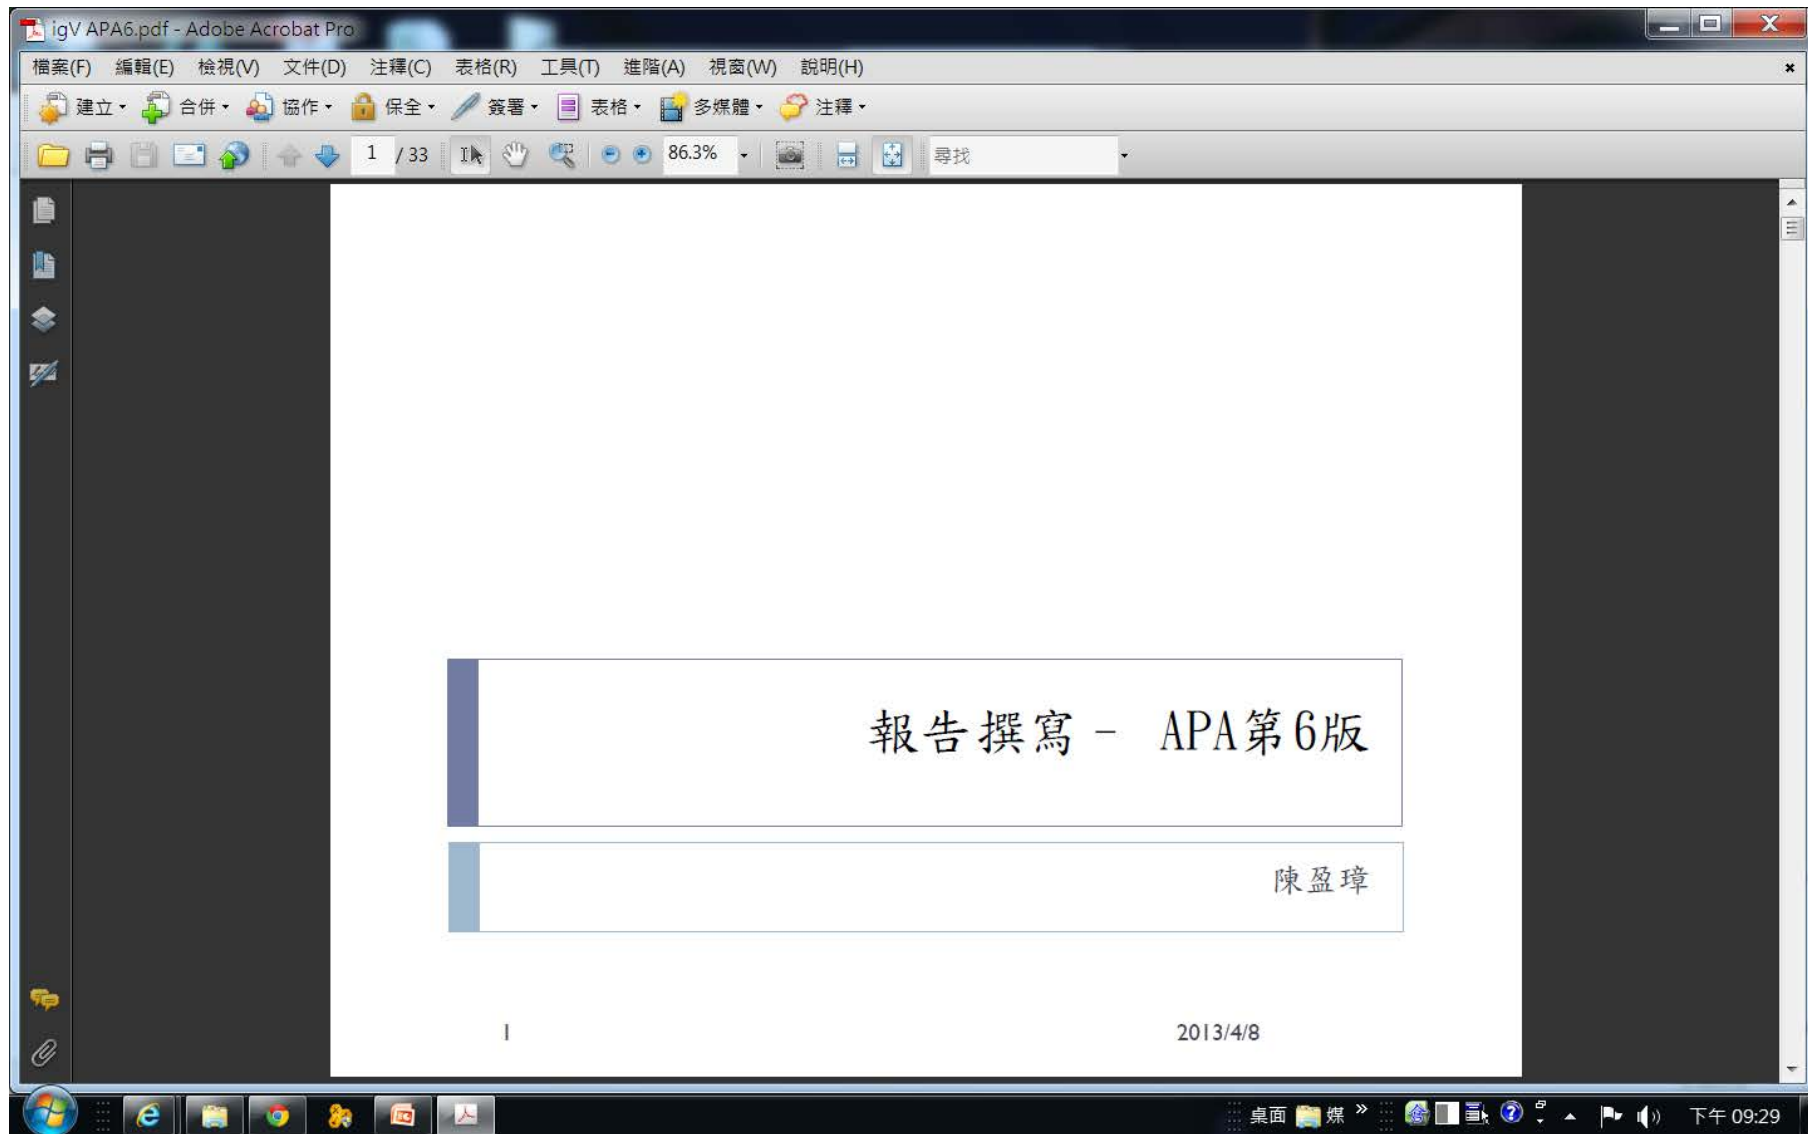 igV APA6.pdf - Adobe Acrobat Pro
檔案(F) 編輯(E) 檢視(V) 文件(D) 注釋(C) 表格(R) 工具(T) 進階(A) 視窗(W) 說明(H)
建立 合併 協作 保全 簽署 表格 多媒體 注釋
1 / 33 86.3% 尋找
報告撰寫 - APA第6版
陳盈璋
1 2013/4/8
桌面 媒 » 下午 09:29